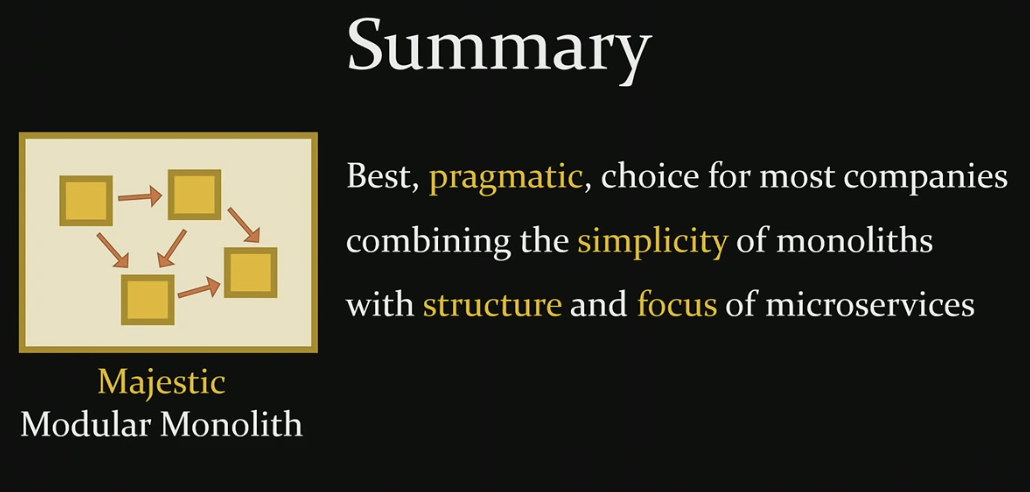 Summary
Best, pragmatic, choice for most companies
combining the simplicity of monoliths
with structure and focus of microservices
Majestic
Modular Monolith